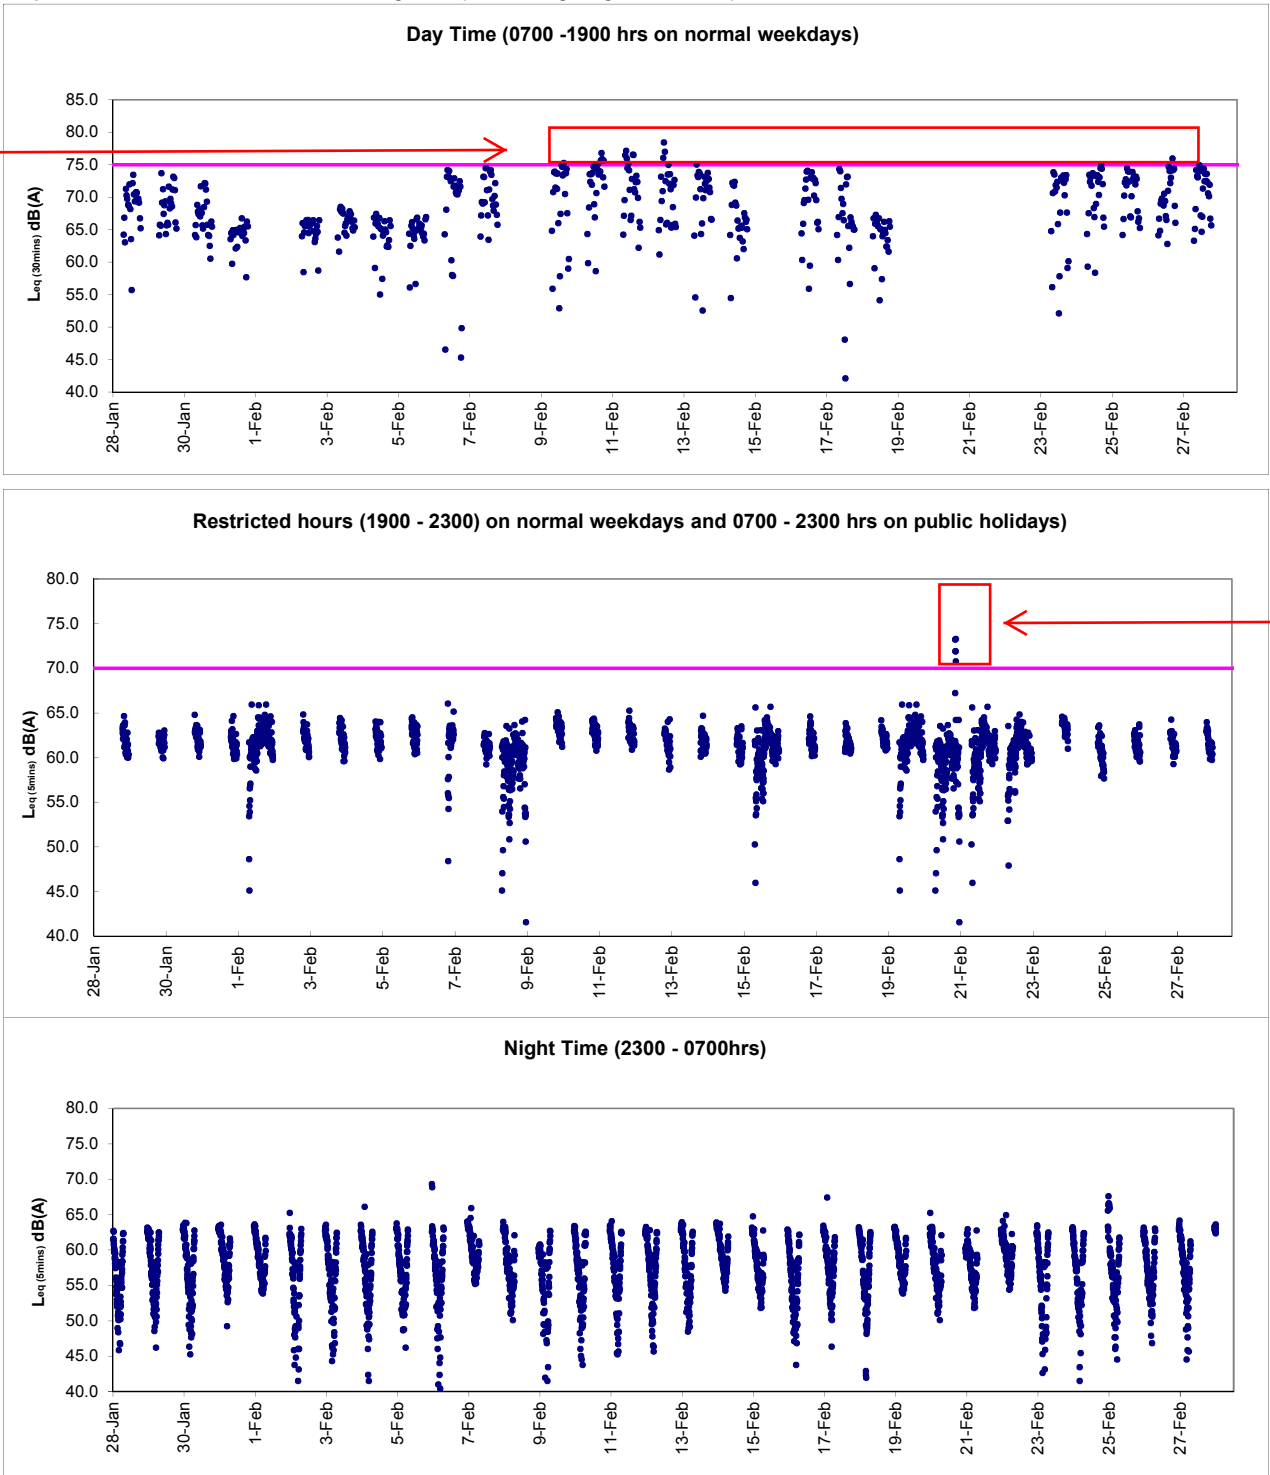 Day Time (0700 -1900 hrs on normal weekdays)
Leq (30mins) dB(A)
85.0
80.0
75.0
70.0
65.0
60.0
55.0
50.0
45.0
40.0
28-Jan
30-Jan
1-Feb
3-Feb
5-Feb
7-Feb
9-Feb
11-Feb
13-Feb
15-Feb
17-Feb
19-Feb
21-Feb
23-Feb
25-Feb
27-Feb
Restricted hours (1900 - 2300) on normal weekdays and 0700 - 2300 hrs on public holidays)
Leq (5mins) dB(A)
80.0
75.0
70.0
65.0
60.0
55.0
50.0
45.0
40.0
28-Jan
30-Jan
1-Feb
3-Feb
5-Feb
7-Feb
9-Feb
11-Feb
13-Feb
15-Feb
17-Feb
19-Feb
21-Feb
23-Feb
25-Feb
27-Feb
Night Time (2300 - 0700hrs)
Leq (5mins) dB(A)
80.0
75.0
70.0
65.0
60.0
55.0
50.0
45.0
40.0
28-Jan
30-Jan
1-Feb
3-Feb
5-Feb
7-Feb
9-Feb
11-Feb
13-Feb
15-Feb
17-Feb
19-Feb
21-Feb
23-Feb
25-Feb
27-Feb